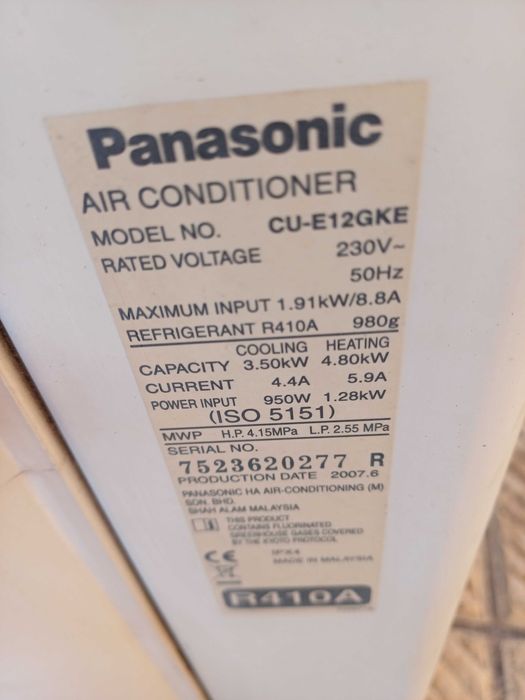 Panasonic
AIR CONDITIONER
MODEL NO. CU-E12GKE
RATED VOLTAGE 230V~
50Hz
MAXIMUM INPUT 1.91kW/8.8A
REFRIGERANT R410A 980g
COOLING HEATING
CAPACITY 3.50kW 4.80kW
CURRENT 4.4A 5.9A
POWER INPUT 950W 1.28kW
(ISO 5151)
MWP H.P. 4.15MPa L.P. 2.55 MPa
SERIAL NO.
7523620277 R
PRODUCTION DATE 2007.6
PANASONIC HA AIR-CONDITIONING (M)
SDN. BHD.
SHAH ALAM MALAYSIA
THIS PRODUCT
CONTAINS FLUORINATED
GREENHOUSE GASES COVERED
BY THE KYOTO PROTOCOL
CE IPX4
MADE IN MALAYSIA
R410A